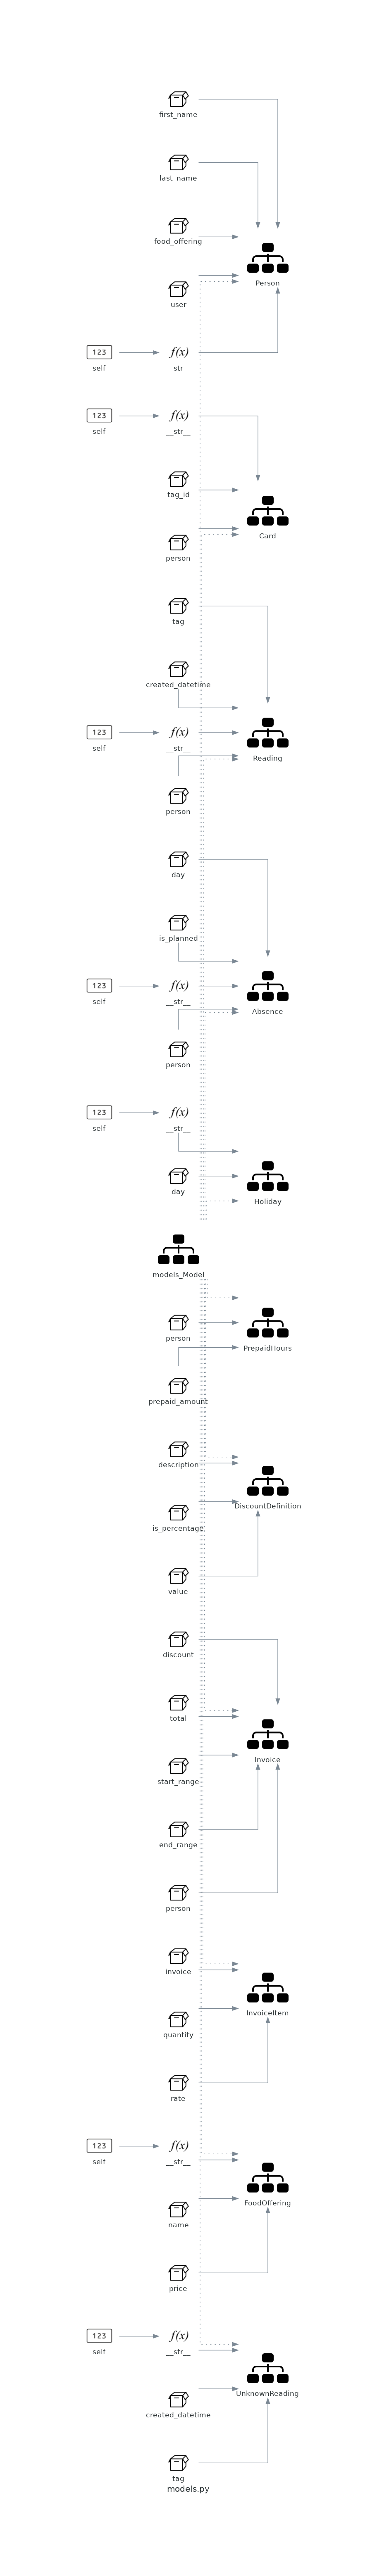 first_name
last_name
food_offering
Person
user
123
f(x)
self
__str__
123
f(x)
self
__str__
tag_id
Card
person
tag
created_datetime
123
f(x)
self
__str__
Reading
person
day
is_planned
123
f(x)
self
__str__
Absence
person
123
f(x)
self
__str__
day
Holiday
models_Model
person
PrepaidHours
prepaid_amount
description
DiscountDefinition
is_percentage
value
discount
total
Invoice
start_range
end_range
person
invoice
InvoiceItem
quantity
rate
123
f(x)
self
__str__
FoodOffering
name
price
123
f(x)
self
__str__
UnknownReading
created_datetime
tag
models.py